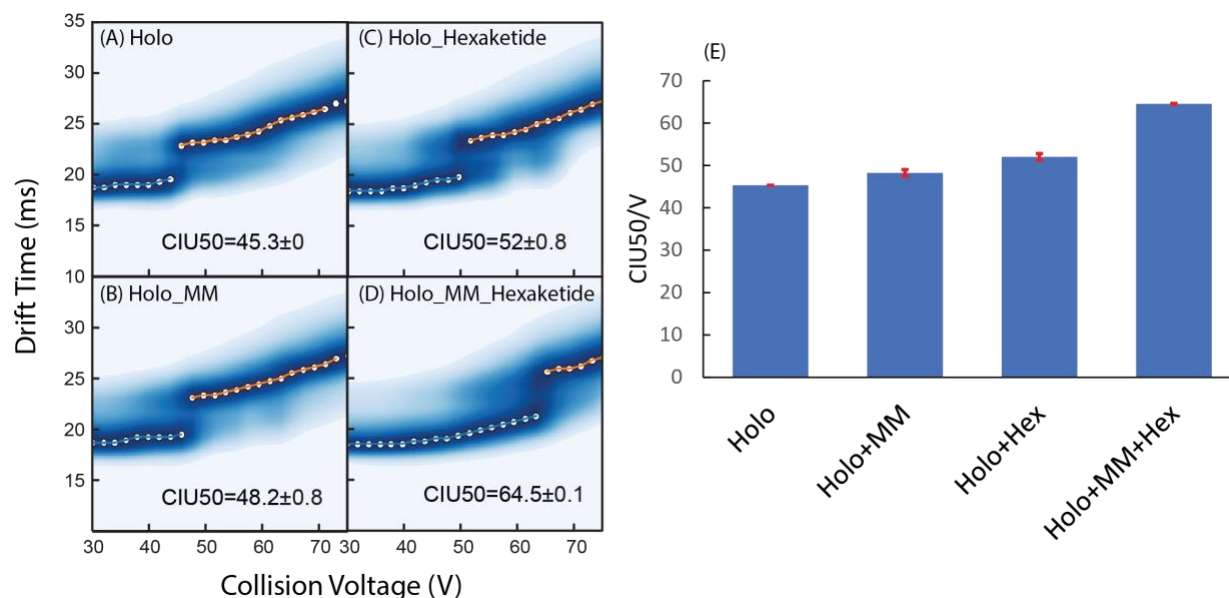 (A) Holo
(C) Holo_Hexaketide
(E)
35
30
25
20
15
10
CIU50=45.3±0
CIU50=52±0.8
(B) Holo_MM
(D) Holo_MM_Hexaketide
30
25
20
15
CIU50=48.2±0.8
CIU50=64.5±0.1
30 40 50 60 70 30 40 50 60 70
Drift Time (ms)
Collision Voltage (V)
CIU50/V
70
60
50
40
30
20
10
0
Holo
Holo+MM
Holo+Hex
Holo+MM+Hex